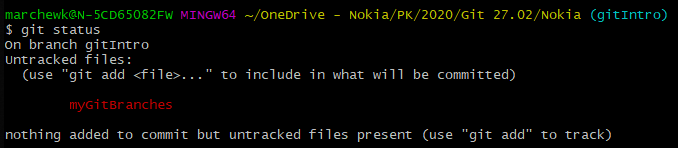 marchewk@N-5CD65082FW MINGW64 ~/OneDrive - Nokia/PK/2020/Git 27.02/Nokia (gitIntro)
$ git status
On branch gitIntro
Untracked files:
  (use "git add <file>..." to include in what will be committed)

        myGitBranches

nothing added to commit but untracked files present (use "git add" to track)